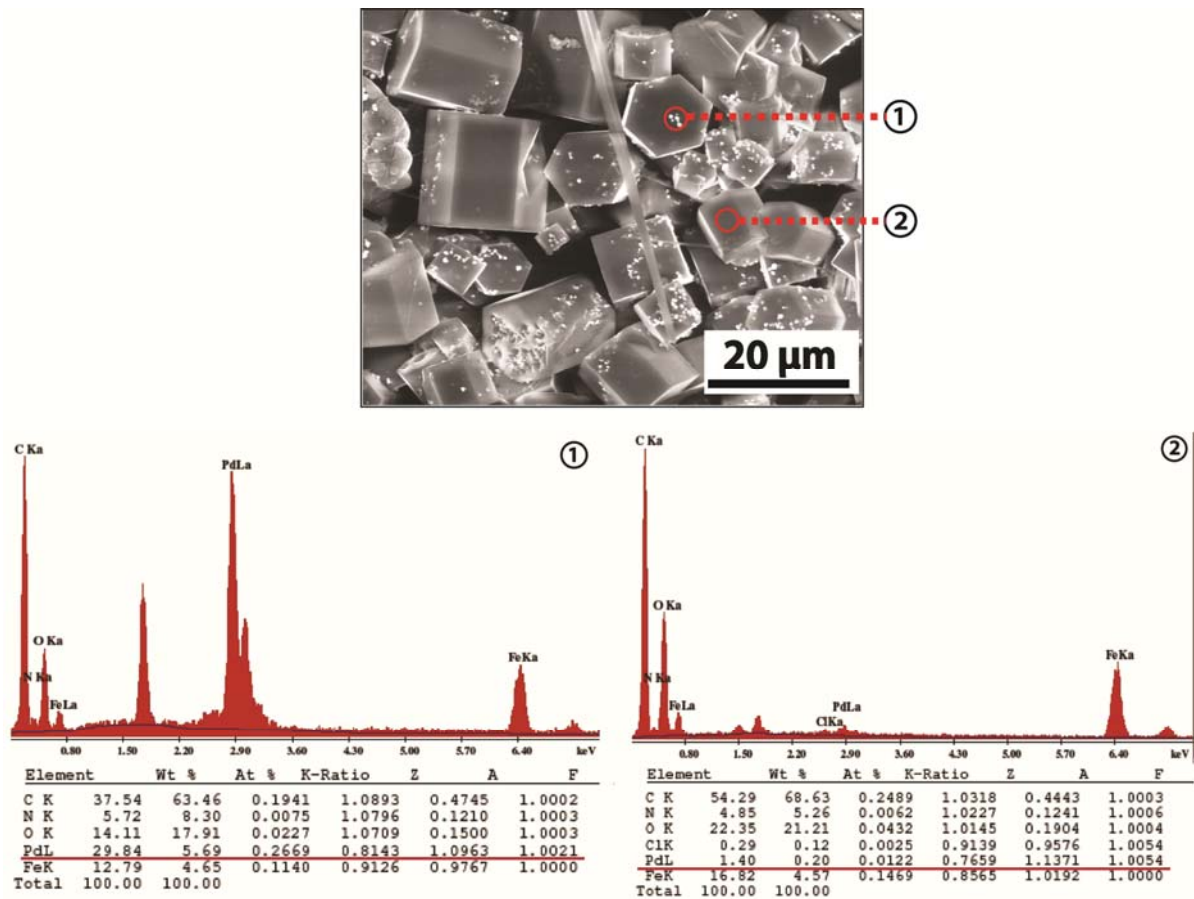 ①
②
20 µm
C Ka
①
PdLa
O Ka
N Ka
FeLa
FeKa
0.80 1.50 2.20 2.90 3.60 4.30 5.00 5.70 6.40 keV
Element Wt % At % K-Ratio Z A F
C K 37.54 63.46 0.1941 1.0893 0.4745 1.0002
N K 5.72 8.30 0.0075 1.0796 0.1210 1.0003
O K 14.11 17.91 0.0227 1.0709 0.1500 1.0003
PdL 29.84 5.69 0.2669 0.8143 1.0963 1.0021
FeK 12.79 4.65 0.1140 0.9126 0.9767 1.0000
Total 100.00 100.00
C Ka
②
O Ka
N Ka
FeLa
ClKa
PdLa
FeKa
0.80 1.50 2.20 2.90 3.60 4.30 5.00 5.70 6.40 keV
Element Wt % At % K-Ratio Z A F
C K 54.29 68.63 0.2489 1.0318 0.4443 1.0003
N K 4.85 5.26 0.0062 1.0227 0.1241 1.0006
O K 22.35 21.21 0.0432 1.0145 0.1904 1.0004
ClK 0.29 0.12 0.0025 0.9139 0.9576 1.0054
PdL 1.40 0.20 0.0122 0.7659 1.1371 1.0054
FeK 16.82 4.57 0.1469 0.8565 1.0192 1.0000
Total 100.00 100.00